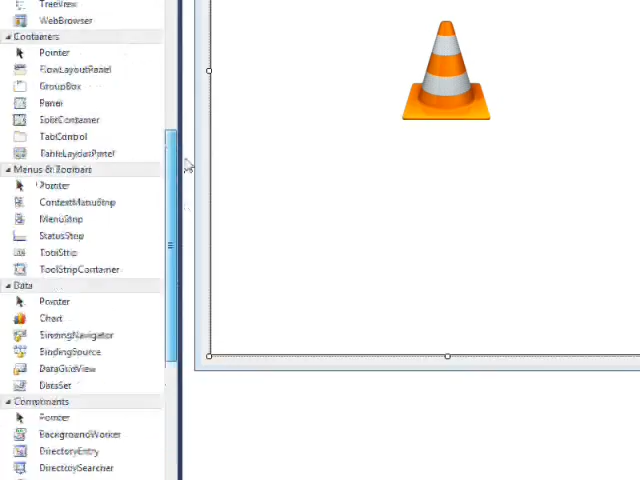 TreeView
WebBrowser
Containers
Pointer
FlowLayoutPanel
GroupBox
Panel
SplitContainer
TabControl
TableLayoutPanel
Menus & Toolbars
Pointer
ContextMenuStrip
MenuStrip
StatusStrip
ToolStrip
ToolStripContainer
Data
Pointer
Chart
BindingNavigator
BindingSource
DataGridView
DataSet
Components
Pointer
BackgroundWorker
DirectoryEntry
DirectorySearcher